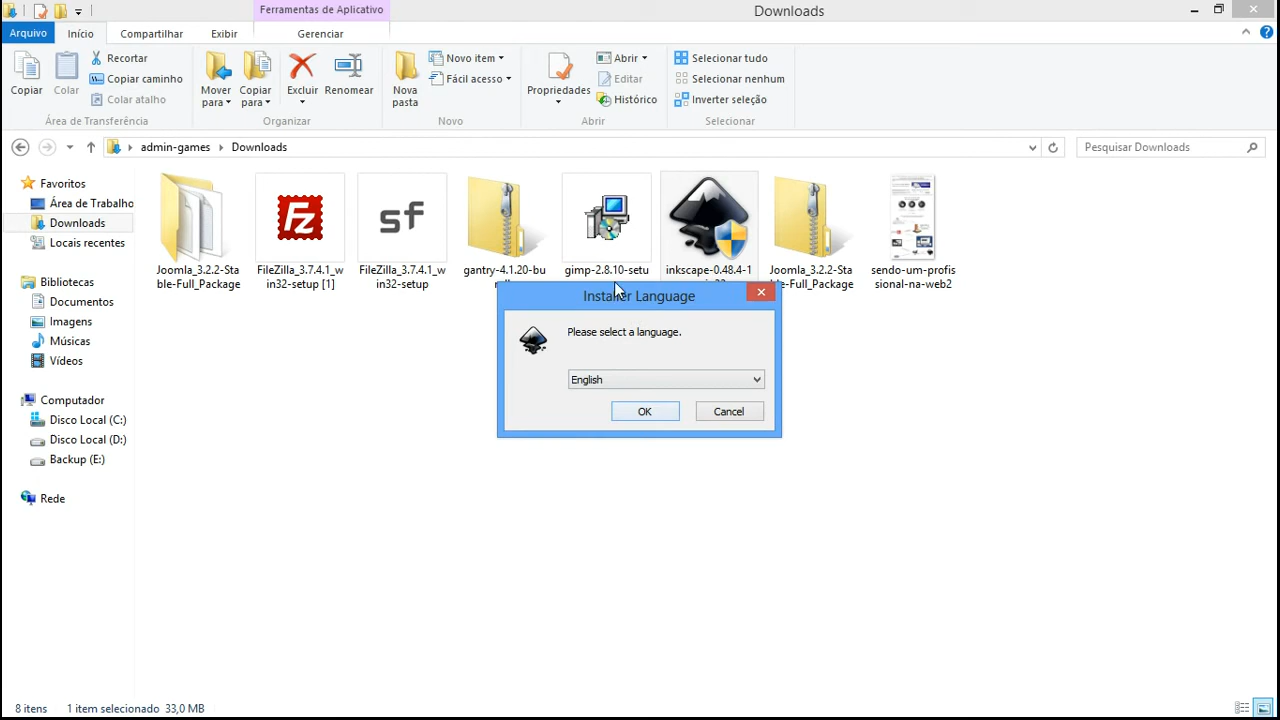 Ferramentas de Aplicativo
Downloads
Arquivo
Início
Compartilhar
Exibir
Gerenciar
Copiar
Colar
Recortar
Copiar caminho
Colar atalho
Área de Transferência
Mover
para
Copiar
para
Excluir
Renomear
Organizar
Nova
pasta
Novo item
Fácil acesso
Novo
Propriedades
Abrir
Editar
Histórico
Abrir
Selecionar tudo
Selecionar nenhum
Inverter seleção
Selecionar
admin-games
Downloads
Pesquisar Downloads
Favoritos
Área de Trabalho
Downloads
Locais recentes
Bibliotecas
Documentos
Imagens
Músicas
Vídeos
Computador
Disco Local (C:)
Disco Local (D:)
Backup (E:)
Rede
Joomla_3.2.2-Sta
ble-Full_Package
Fz
FileZilla_3.7.4.1_w
in32-setup [1]
sf
FileZilla_3.7.4.1_w
in32-setup
gantry-4.1.20-bu
gimp-2.8.10-setu
inkscape-0.48.4-1
Joomla_3.2.2-Sta
ble-Full_Package
sendo-um-profis
sional-na-web2
Installer Language
Please select a language.
English
OK
Cancel
8 itens
1 item selecionado 33,0 MB